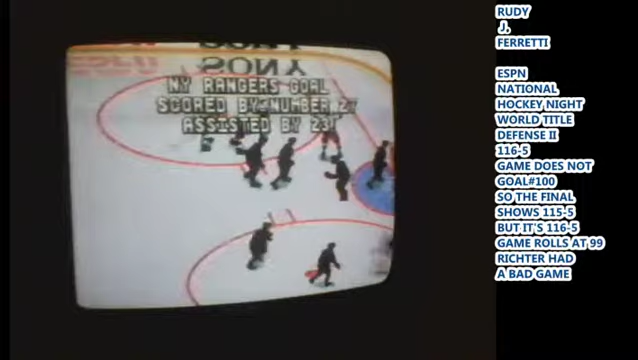 ESPN
SONY
NY RANGERS GOAL
SCORED BY NUMBER 27
ASSISTED BY 23
RUDY
J.
FERRETTI
ESPN
NATIONAL
HOCKEY NIGHT
WORLD TITLE
DEFENSE II
116-5
GAME DOES NOT
GOAL#100
SO THE FINAL
SHOWS 115-5
BUT IT'S 116-5
GAME ROLLS AT 99
RICHTER HAD
A BAD GAME